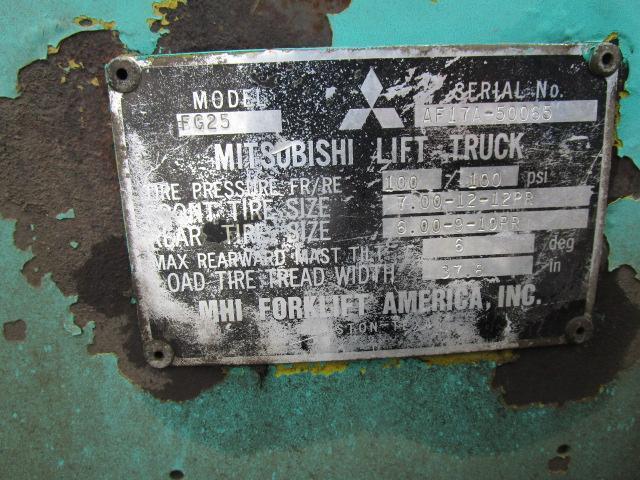 MODEL
FG25
SERIAL No.
AF17A-50065
MITSUBISHI LIFT TRUCK
TIRE PRESSURE FR/RE 100 / 100 psi
FRONT TIRE SIZE 7.00-12-12PR
REAR TIRE SIZE 6.00-9-10PR
MAX REARWARD MAST TILT 6 deg
LOAD TIRE TREAD WIDTH 37.8 in
MHI FORKLIFT AMERICA, INC.